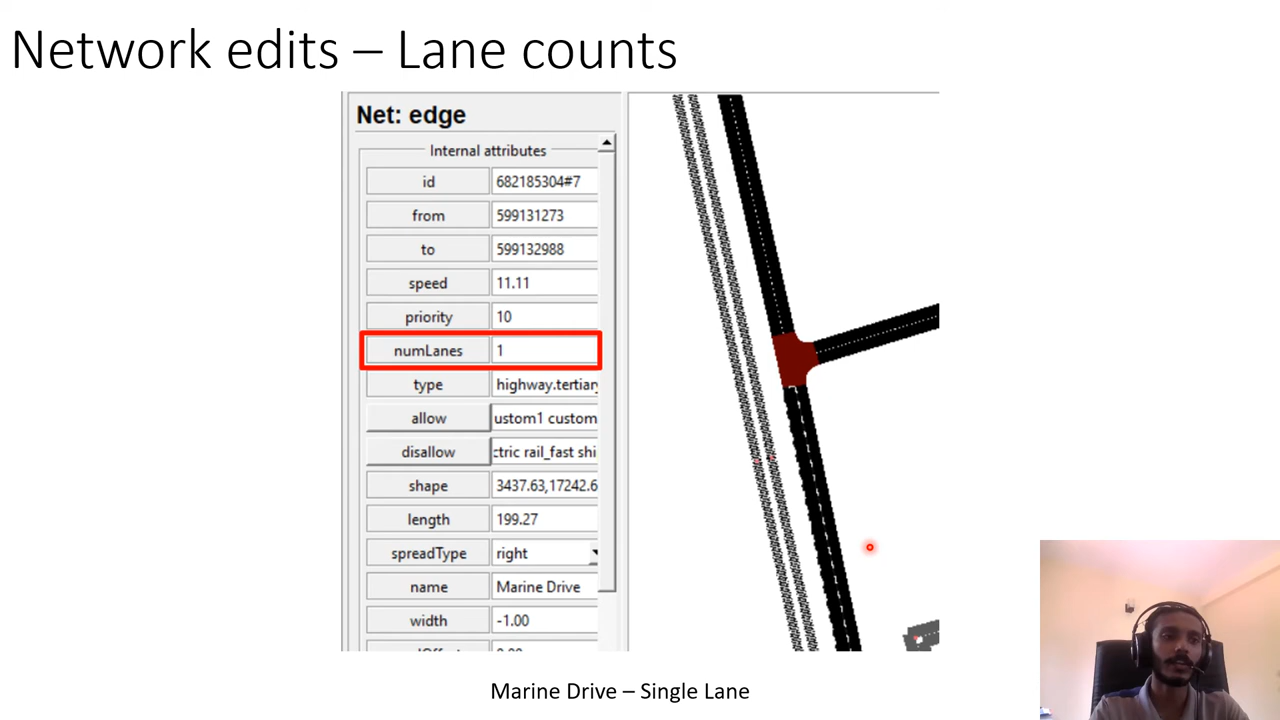 Network edits – Lane counts
Net: edge
Internal attributes
id 682185304#7
from 599131273
to 599132988
speed 11.11
priority 10
numLanes 1
type highway.tertiary
allow ustom1 custom
disallow ctric rail_fast shi
shape 3437.63,17242.6
length 199.27
spreadType right
name Marine Drive
width -1.00
Marine Drive – Single Lane